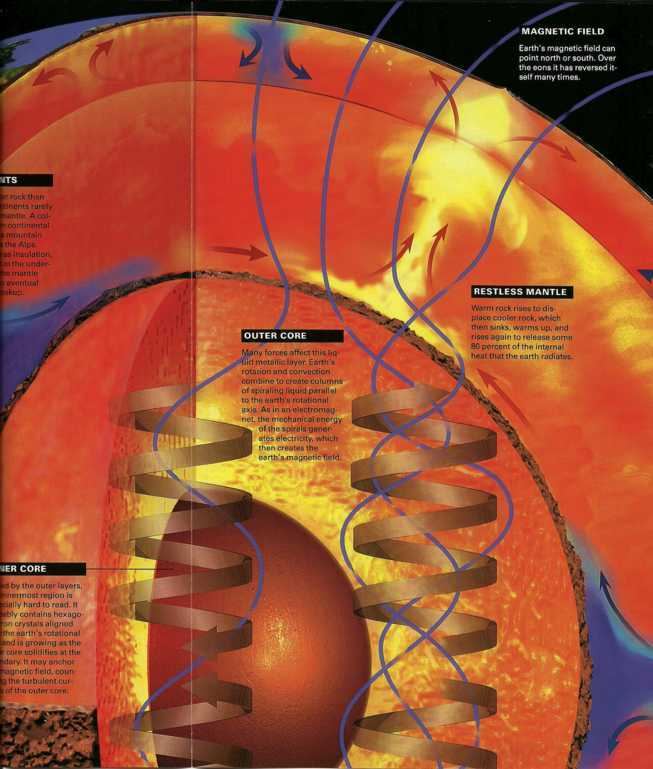 MAGNETIC FIELD
Earth's magnetic field can
point north or south. Over
the eons it has reversed it-
self many times.
NTS
rock than
ntinents rarely
mantle. A col-
continental
mountain
the Alps.
as insulation,
the under-
mantle
eventual
akup.
RESTLESS MANTLE
Warm rock rises to dis-
place cooler rock, which
then sinks, warms up, and
rises again to release some
80 percent of the internal
heat that the earth radiates.
OUTER CORE
Many forces affect this liq-
uid metallic layer. Earth's
rotation and convection
combine to create columns
of spiraling liquid parallel
to the earth's rotational
axis. As in an electromag-
net, the mechanical energy
of the spirals gener-
ates electricity, which
then creates the
earth's magnetic field.
NER CORE
ed by the outer layers,
nnermost region is
cially hard to read. It
ably contains hexago-
ron crystals aligned
the earth's rotational
and is growing as the
r core solidifies at the
ndary. It may anchor
magnetic field, coun-
ng the turbulent cur-
s of the outer core.